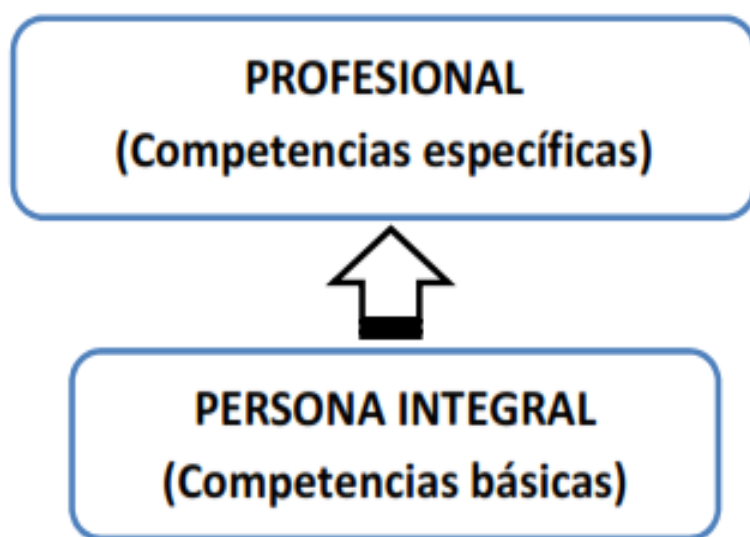 PROFESIONAL
(Competencias específicas)
PERSONA INTEGRAL
(Competencias básicas)